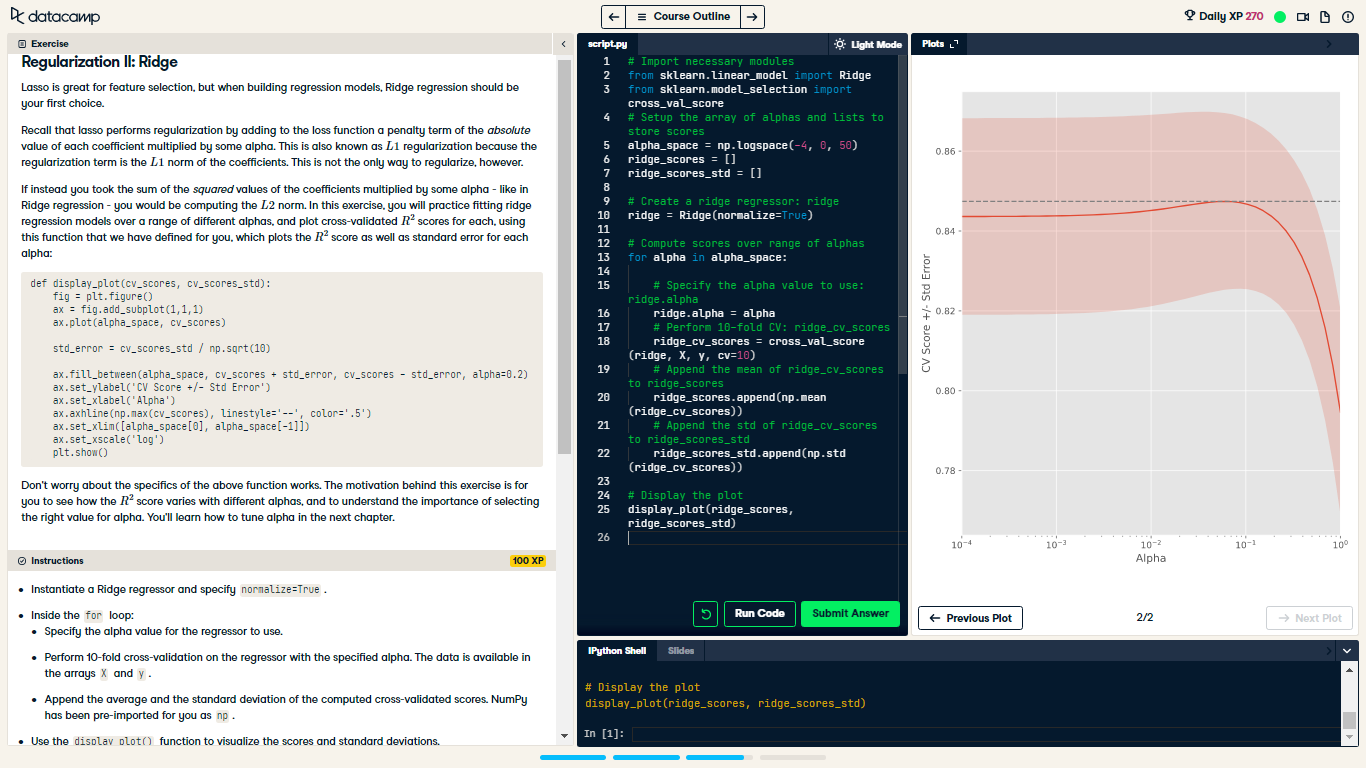 datacamp
Course Outline
Daily XP 270
Exercise
Regularization II: Ridge
Lasso is great for feature selection, but when building regression models, Ridge regression should be
your first choice.
Recall that lasso performs regularization by adding to the loss function a penalty term of the absolute
value of each coefficient multiplied by some alpha. This is also known as L1 regularization because the
regularization term is the L1 norm of the coefficients. This is not the only way to regularize, however.
If instead you took the sum of the squared values of the coefficients multiplied by some alpha - like in
Ridge regression - you would be computing the L2 norm. In this exercise, you will practice fitting ridge
regression models over a range of different alphas, and plot cross-validated R² scores for each, using
this function that we have defined for you, which plots the R² score as well as standard error for each
alpha:
def display_plot(cv_scores, cv_scores_std):
    fig = plt.figure()
    ax = fig.add_subplot(1,1,1)
    ax.plot(alpha_space, cv_scores)
    std_error = cv_scores_std / np.sqrt(10)
    ax.fill_between(alpha_space, cv_scores + std_error, cv_scores - std_error, alpha=0.2)
    ax.set_ylabel('CV Score +/- Std Error')
    ax.set_xlabel('Alpha')
    ax.axhline(np.max(cv_scores), linestyle='--', color='.5')
    ax.set_xlim([alpha_space[0], alpha_space[-1]])
    ax.set_xscale('log')
    plt.show()
Don't worry about the specifics of the above function works. The motivation behind this exercise is for
you to see how the R² score varies with different alphas, and to understand the importance of selecting
the right value for alpha. You'll learn how to tune alpha in the next chapter.
Instructions
100 XP
• Instantiate a Ridge regressor and specify normalize=True .
• Inside the for loop:
• Specify the alpha value for the regressor to use.
• Perform 10-fold cross-validation on the regressor with the specified alpha. The data is available in
the arrays X and y .
• Append the average and the standard deviation of the computed cross-validated scores. NumPy
has been pre-imported for you as np .
• Use the display_plot() function to visualize the scores and standard deviations.
script.py
Light Mode
1 # Import necessary modules
2 from sklearn.linear_model import Ridge
3 from sklearn.model_selection import
cross_val_score
4 # Setup the array of alphas and lists to
store scores
5 alpha_space = np.logspace(-4, 0, 50)
6 ridge_scores = []
7 ridge_scores_std = []
8
9 # Create a ridge regressor: ridge
10 ridge = Ridge(normalize=True)
11
12 # Compute scores over range of alphas
13 for alpha in alpha_space:
14
15     # Specify the alpha value to use:
ridge.alpha
16     ridge.alpha = alpha
17     # Perform 10-fold CV: ridge_cv_scores
18     ridge_cv_scores = cross_val_score
(ridge, X, y, cv=10)
19     # Append the mean of ridge_cv_scores
to ridge_scores
20     ridge_scores.append(np.mean
(ridge_cv_scores))
21     # Append the std of ridge_cv_scores
to ridge_scores_std
22     ridge_scores_std.append(np.std
(ridge_cv_scores))
23
24 # Display the plot
25 display_plot(ridge_scores,
ridge_scores_std)
26
Run Code
Submit Answer
Plots
CV Score +/- Std Error
0.86
0.84
0.82
0.80
0.78
10⁻⁴ 10⁻³ 10⁻² 10⁻¹ 10⁰
Alpha
Previous Plot
2/2
Next Plot
IPython Shell
Slides
# Display the plot
display_plot(ridge_scores, ridge_scores_std)
In [1]: